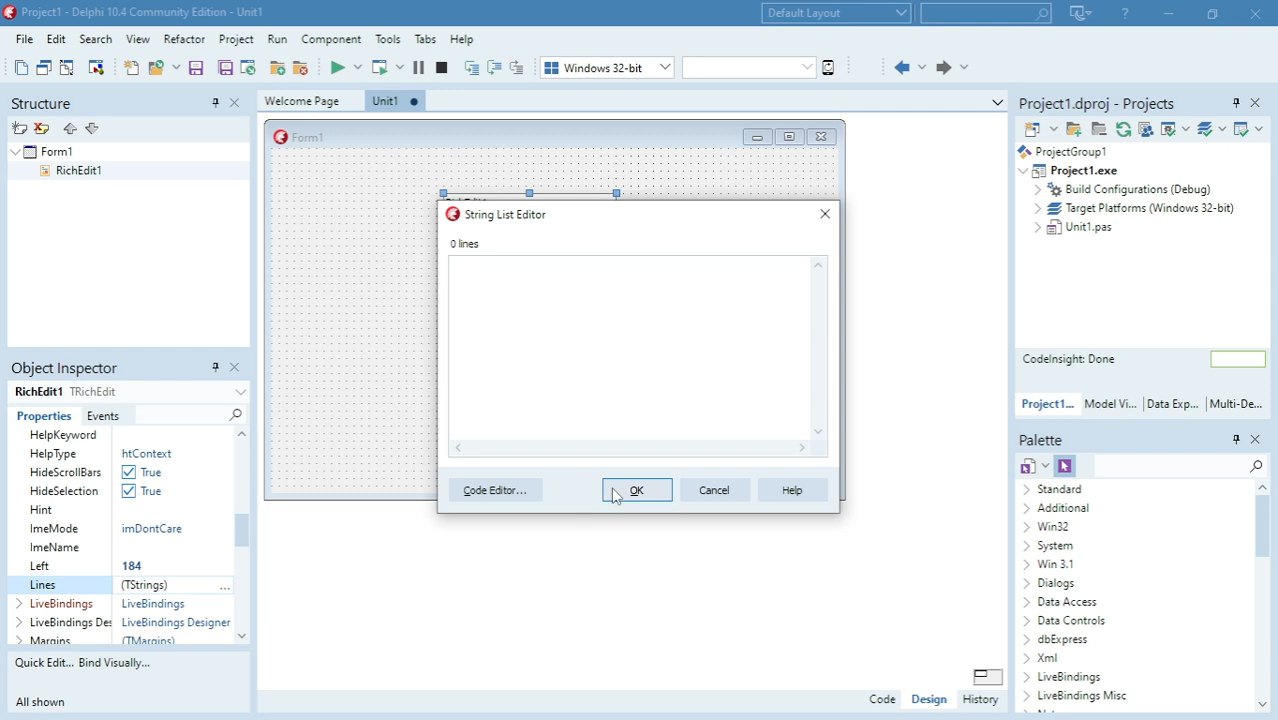 Project1 - Delphi 10.4 Community Edition - Unit1
Default Layout
?
File Edit Search View Refactor Project Run Component Tools Tabs Help
Windows 32-bit
Structure
Form1
RichEdit1
Object Inspector
RichEdit1 TRichEdit
Properties Events
HelpKeyword
HelpType htContext
HideScrollBars True
HideSelection True
Hint
ImeMode imDontCare
ImeName
Left 184
Lines (TStrings) ...
LiveBindings LiveBindings
LiveBindings Des LiveBindings Designer
Margins (TMargins)
Quick Edit... Bind Visually...
All shown
Welcome Page Unit1
Form1
String List Editor
0 lines
Code Editor... OK Cancel Help
Code Design History
Project1.dproj - Projects
ProjectGroup1
Project1.exe
Build Configurations (Debug)
Target Platforms (Windows 32-bit)
Unit1.pas
CodeInsight: Done
Project1... Model Vi... Data Exp... Multi-De...
Palette
Standard
Additional
Win32
System
Win 3.1
Dialogs
Data Access
Data Controls
dbExpress
Xml
LiveBindings
LiveBindings Misc